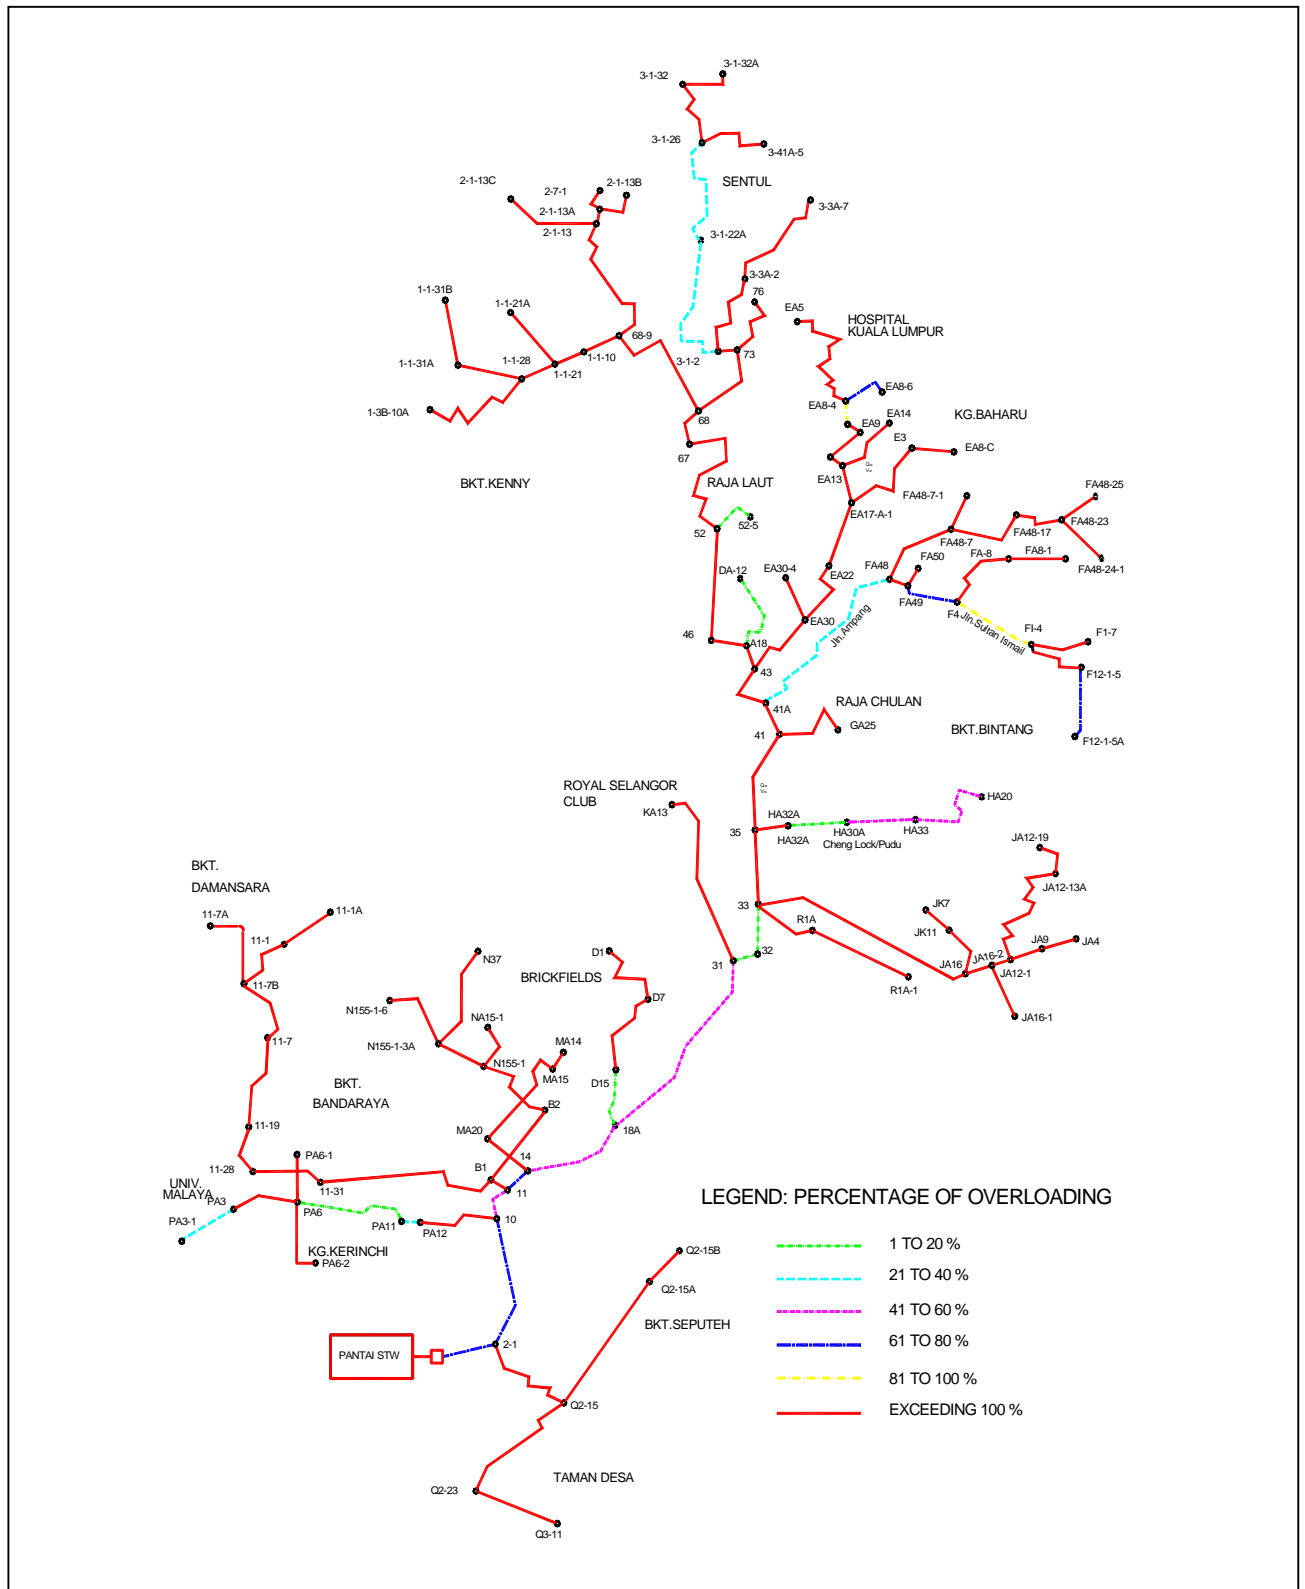 3-1-32A
3-1-32
3-1-26
3-41A-5
SENTUL
2-1-13C
2-7-1
2-1-13B
2-1-13A
2-1-13
3-3A-7
3-1-22A
3-3A-2
76
1-1-31B
1-1-21A
EA5
HOSPITAL
KUALA LUMPUR
68-9
3-1-2
73
1-1-10
1-1-28
1-1-21
1-1-31A
EA8-6
EA8-4
1-3B-10A
68
EA14
EA9
KG.BAHARU
E3
EA8-C
67
EA13
BKT.KENNY
RAJA LAUT
FA48-25
FA48-7-1
EA17-A-1
52-5
52
FA48-23
FA48-17
FA48-7
FA50
FA-8
FA8-1
FA48-24-1
DA-12
EA30-4
EA22
FA48
FA49
F4
Jln.Sultan Ismail
Jln.Ampang
EA30
FI-4
F1-7
46
A18
43
F12-1-5
41A
RAJA CHULAN
41
GA25
BKT.BINTANG
F12-1-5A
ROYAL SELANGOR
CLUB
KA13
HA20
HA32A
35
HA32A
HA30A
HA33
Cheng Lock/Pudu
JA12-19
BKT.
DAMANSARA
JA12-13A
11-7A
11-1A
33
R1A
JK7
JK11
11-1
JA9
JA4
N37
D1
32
31
JA16
JA16-2
JA12-1
BRICKFIELDS
R1A-1
11-7B
N155-1-6
D7
JA16-1
NA15-1
11-7
N155-1-3A
MA14
N155-1
MA15
D15
BKT.
BANDARAYA
B2
11-19
MA20
18A
PA6-1
14
11-28
B1
11-31
11
UNIV.
MALAYA
PA3
PA6
PA11
PA12
10
PA3-1
KG.KERINCHI
PA6-2
LEGEND: PERCENTAGE OF OVERLOADING
1 TO 20 %
21 TO 40 %
41 TO 60 %
61 TO 80 %
81 TO 100 %
EXCEEDING 100 %
Q2-15B
Q2-15A
BKT.SEPUTEH
2-1
PANTAI STW
Q2-15
TAMAN DESA
Q2-23
Q3-11